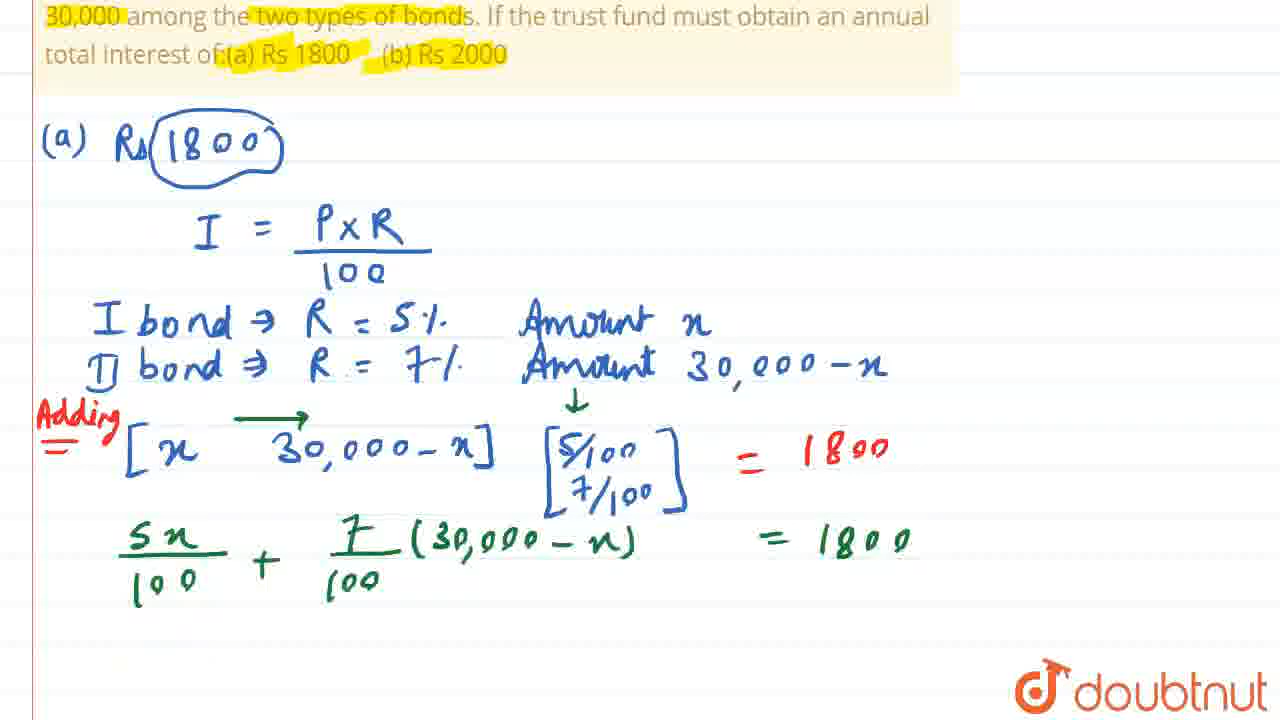 30,000 among the two types of bonds. If the trust fund must obtain an annual
total interest of:(a) Rs 1800 (b) Rs 2000
(a) Rs 1800
I = P x R
100
I bond ⇒ R = 5% Amount x
II bond ⇒ R = 7% Amount 30,000 - x
Adding
[x 30,000 - x] [5/100
7/100] = 1800
5x/100 + 7/100 (30,000 - x) = 1800
doubtnut